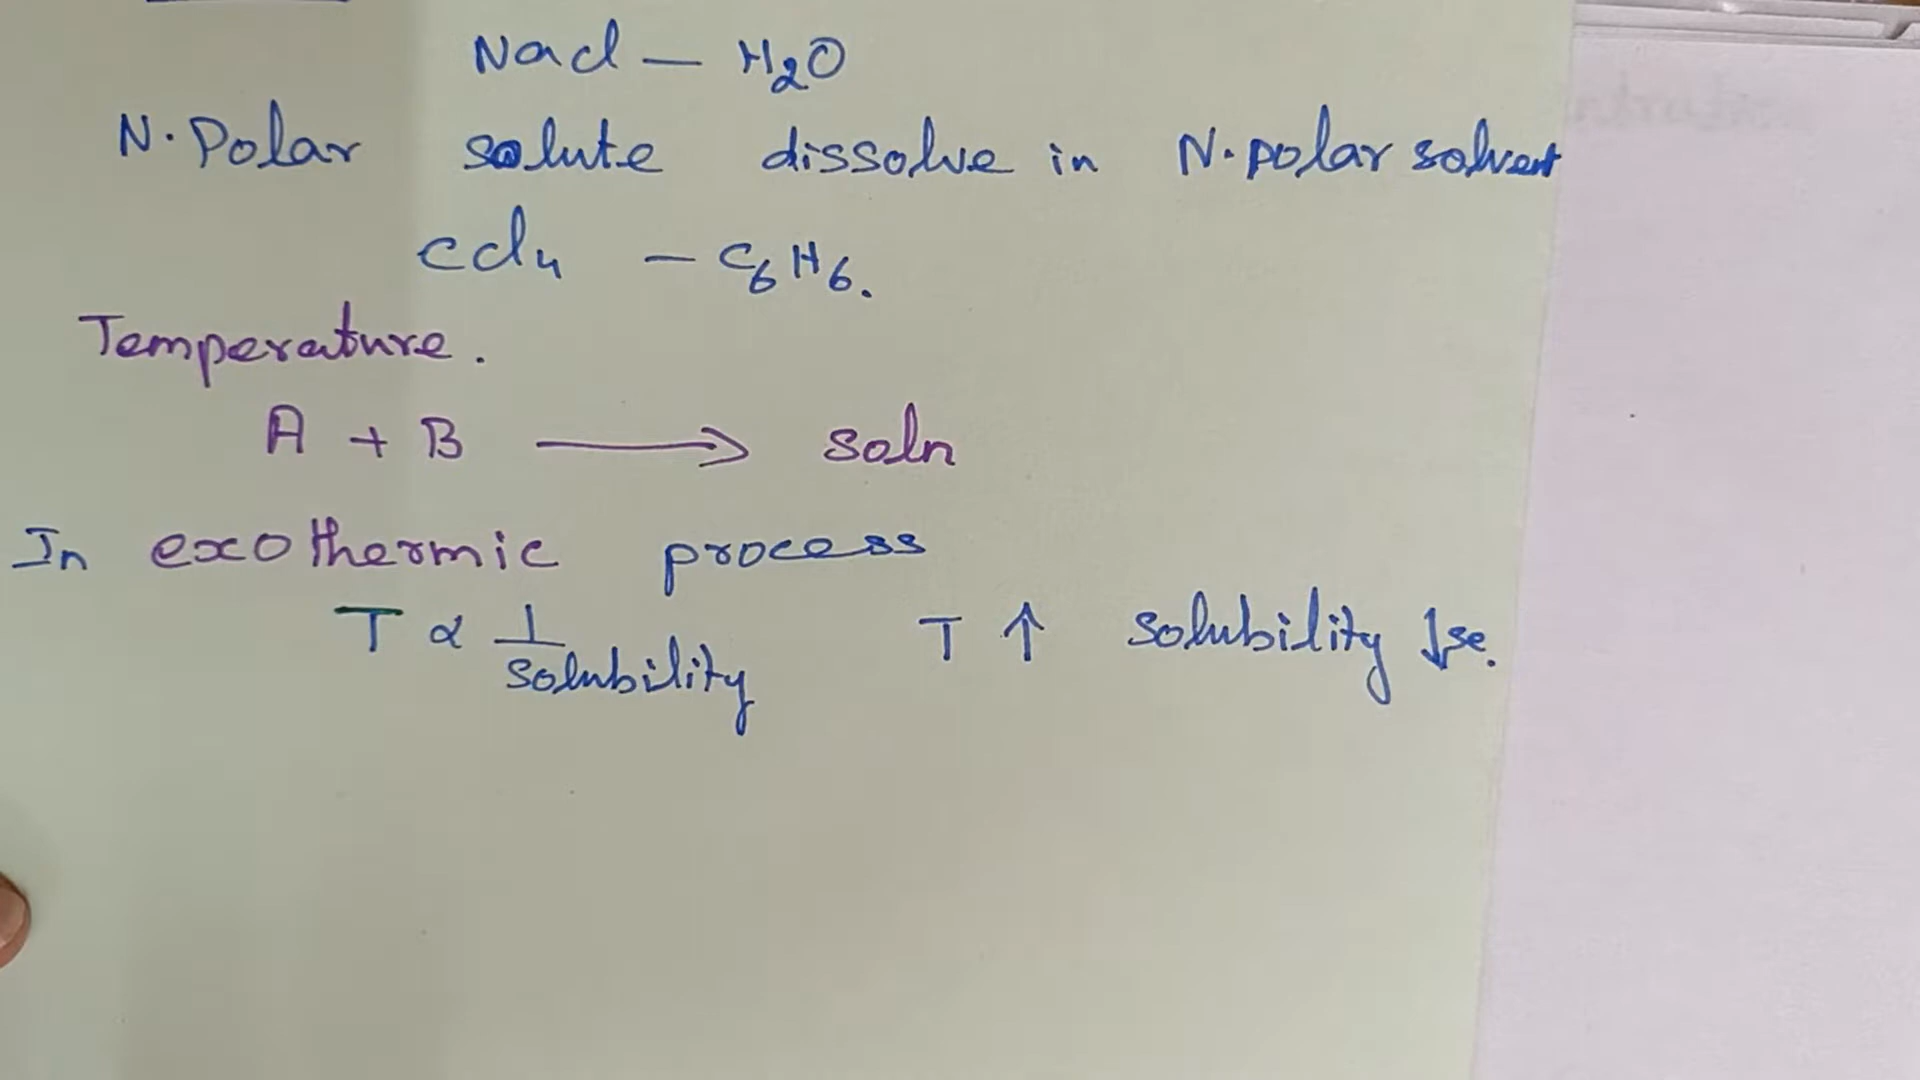 NaCl — H2O
N. Polar solute dissolve in N. polar solvent
CCl4 — C6H6.
Temperature.
A + B ⟶ soln
In exothermic process
T ∝ 1/solubility T ↑ solubility ↓se.